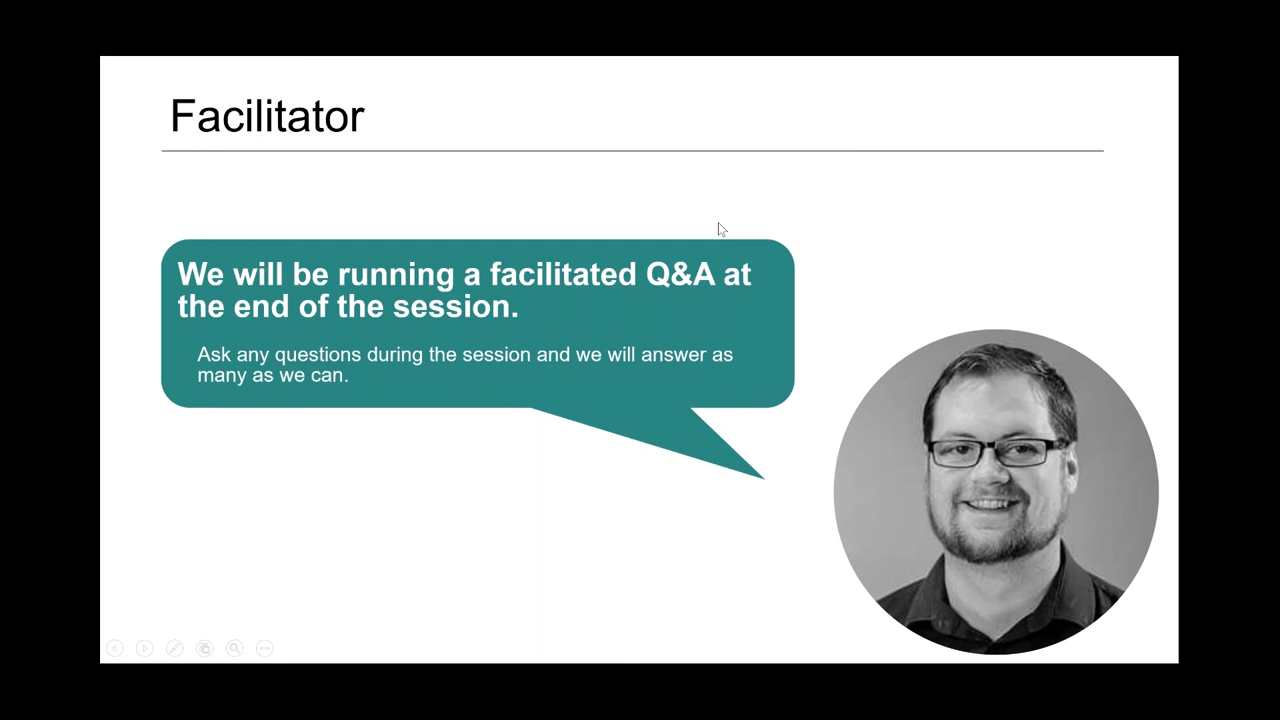 Facilitator
We will be running a facilitated Q&A at
the end of the session.
Ask any questions during the session and we will answer as
many as we can.